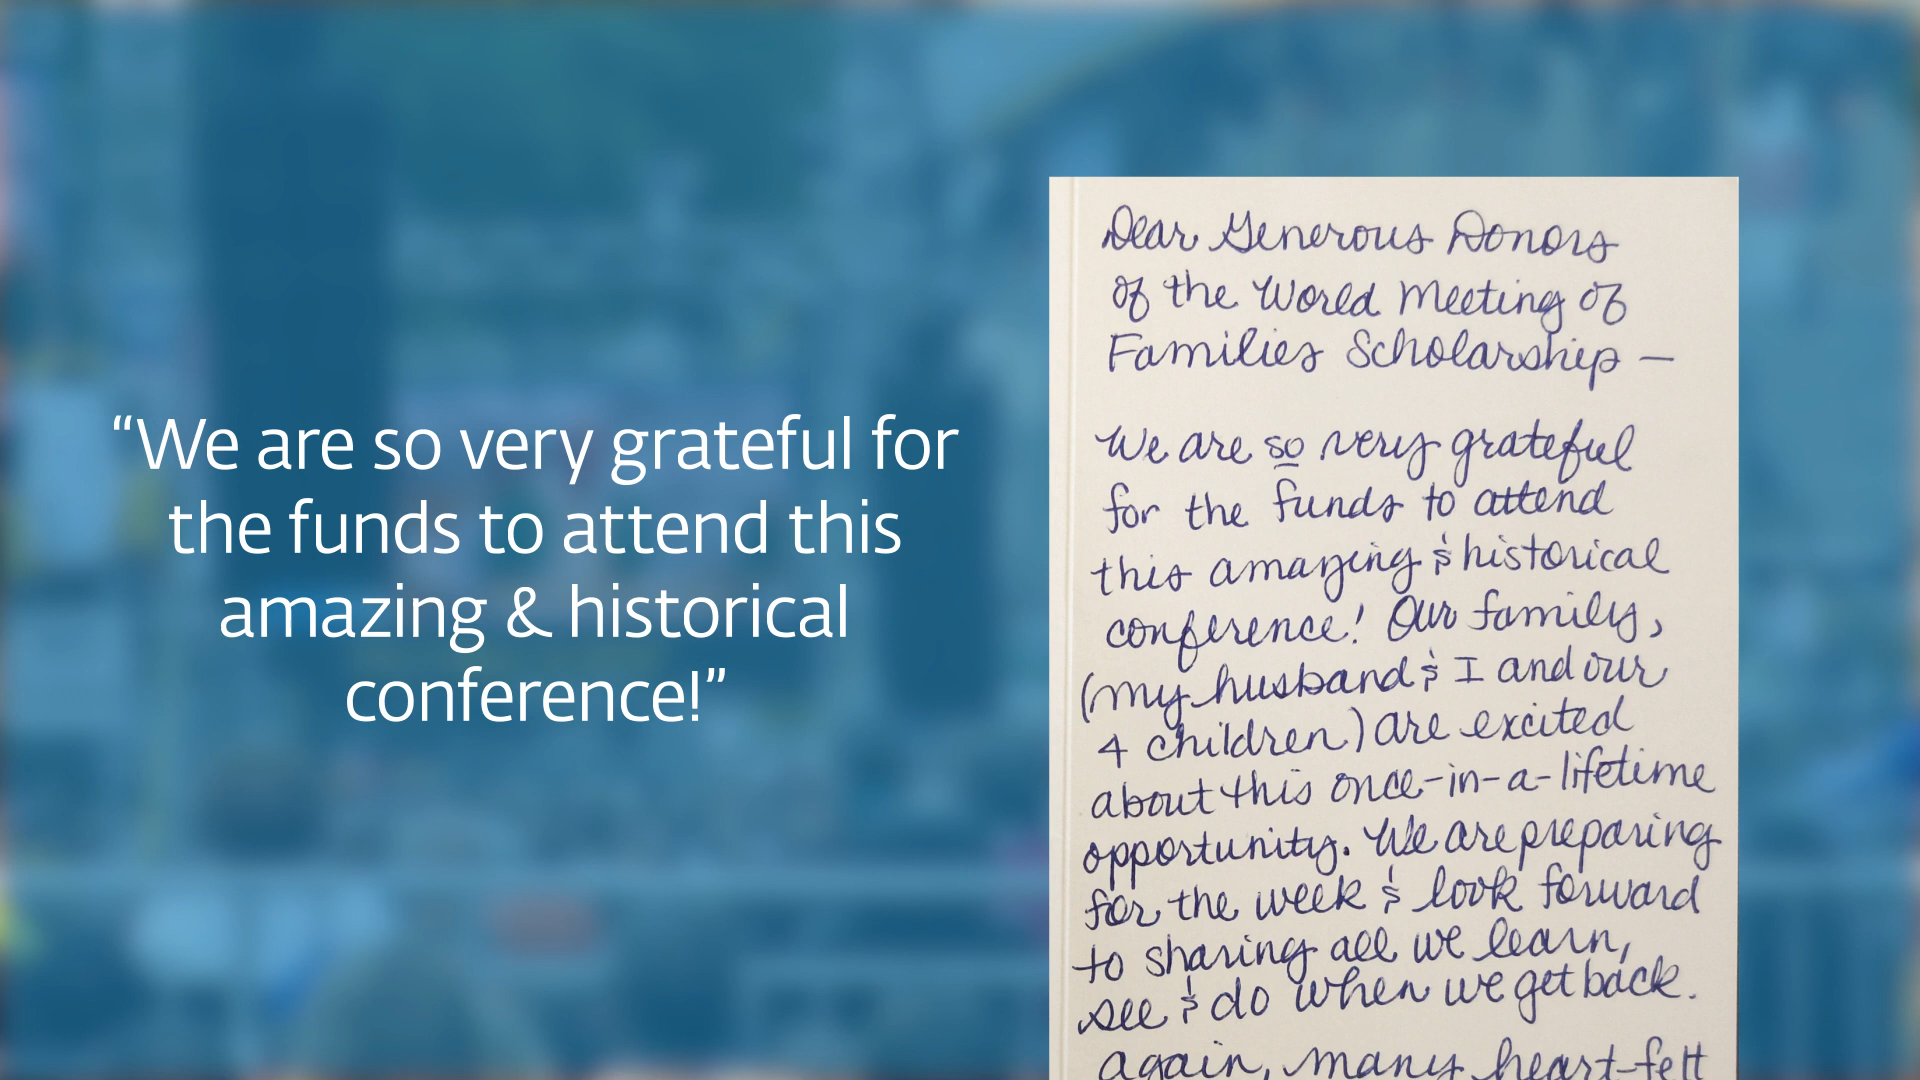 “We are so very grateful for
the funds to attend this
amazing & historical
conference!”
Dear Generous Donors
of the World Meeting of
Families Scholarship —
We are so very grateful
for the funds to attend
this amazing & historical
conference! Our family,
(my husband & I and our
4 children) are excited
about this once-in-a-lifetime
opportunity. We are preparing
for the week & look forward
to sharing all we learn,
see & do when we get back.
again, many heart-felt